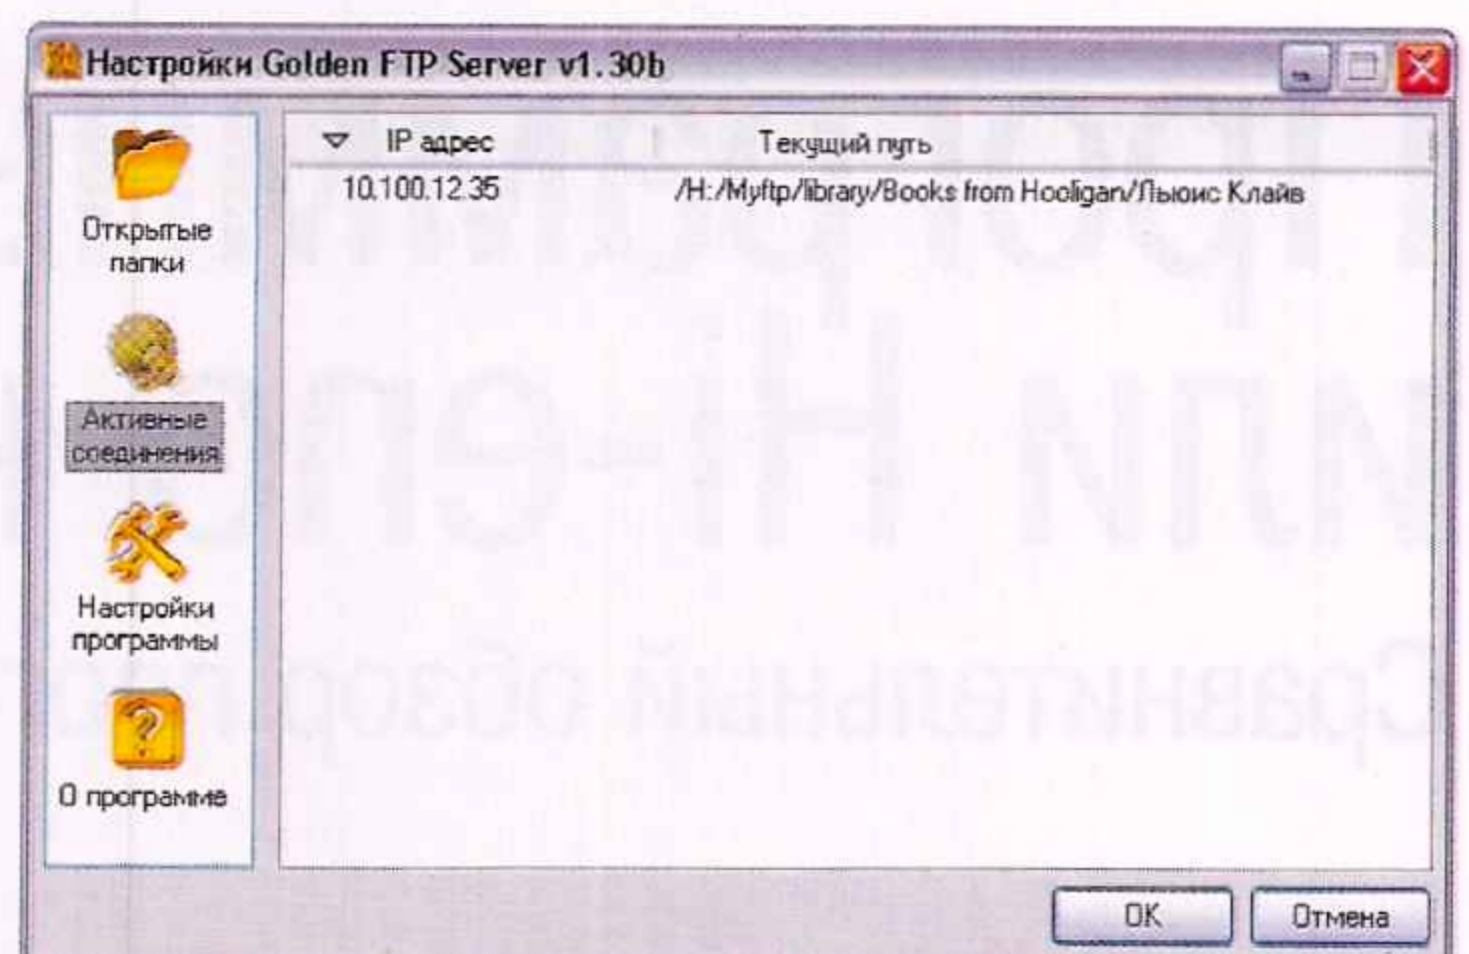 Настройки Golden FTP Server v1.30b
IP адрес
Текущий путь
10.100.12.35
/H:/Myftp/library/Books from Hooligan/Льюис Клайв
Открытые
папки
Активные
соединения
Настройки
программы
О программе
OK
Отмена